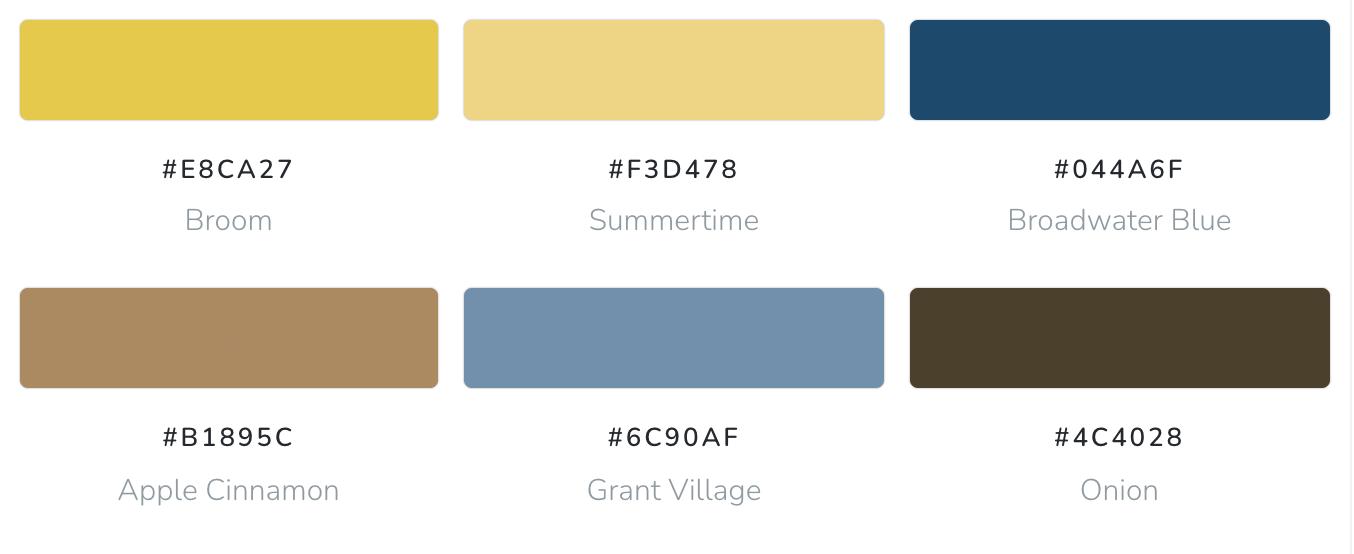 #E8CA27 #F3D478 #044A6F
Broom Summertime Broadwater Blue
#B1895C #6C90AF #4C4028
Apple Cinnamon Grant Village Onion